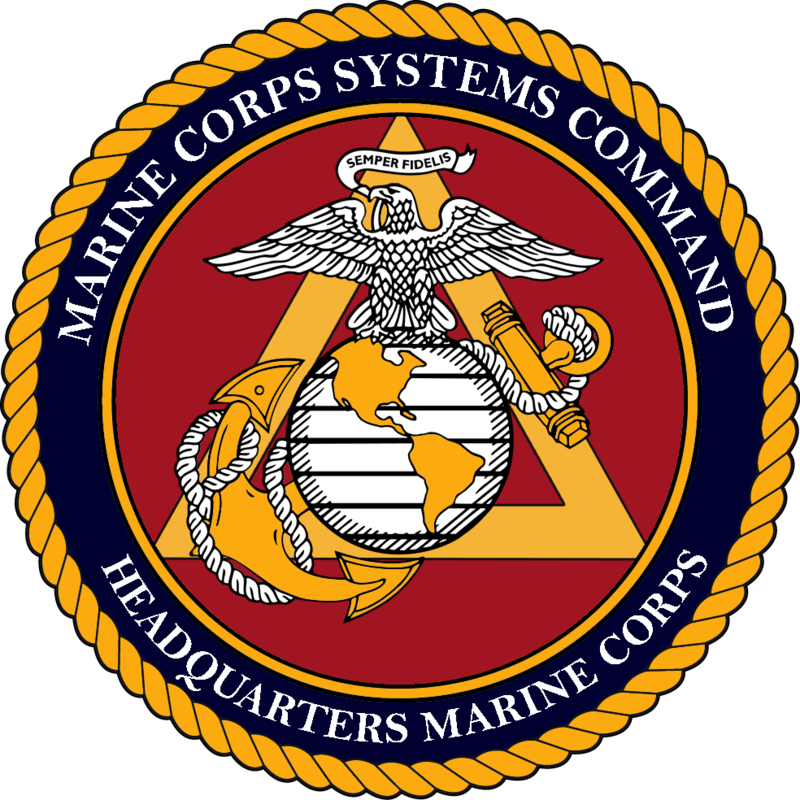 MARINE CORPS SYSTEMS COMMAND
SEMPER FIDELIS
HEADQUARTERS MARINE CORPS